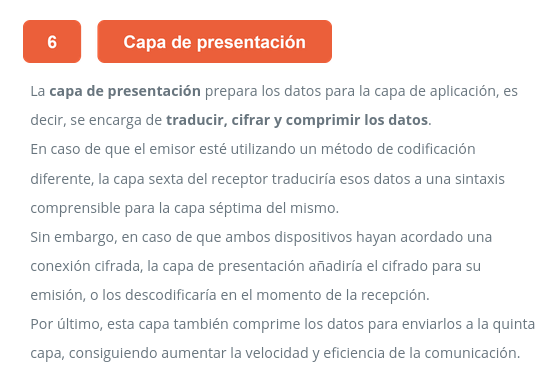 6 Capa de presentación
La capa de presentación prepara los datos para la capa de aplicación, es
decir, se encarga de traducir, cifrar y comprimir los datos.
En caso de que el emisor esté utilizando un método de codificación
diferente, la capa sexta del receptor traduciría esos datos a una sintaxis
comprensible para la capa séptima del mismo.
Sin embargo, en caso de que ambos dispositivos hayan acordado una
conexión cifrada, la capa de presentación añadiría el cifrado para su
emisión, o los descodificaría en el momento de la recepción.
Por último, esta capa también comprime los datos para enviarlos a la quinta
capa, consiguiendo aumentar la velocidad y eficiencia de la comunicación.